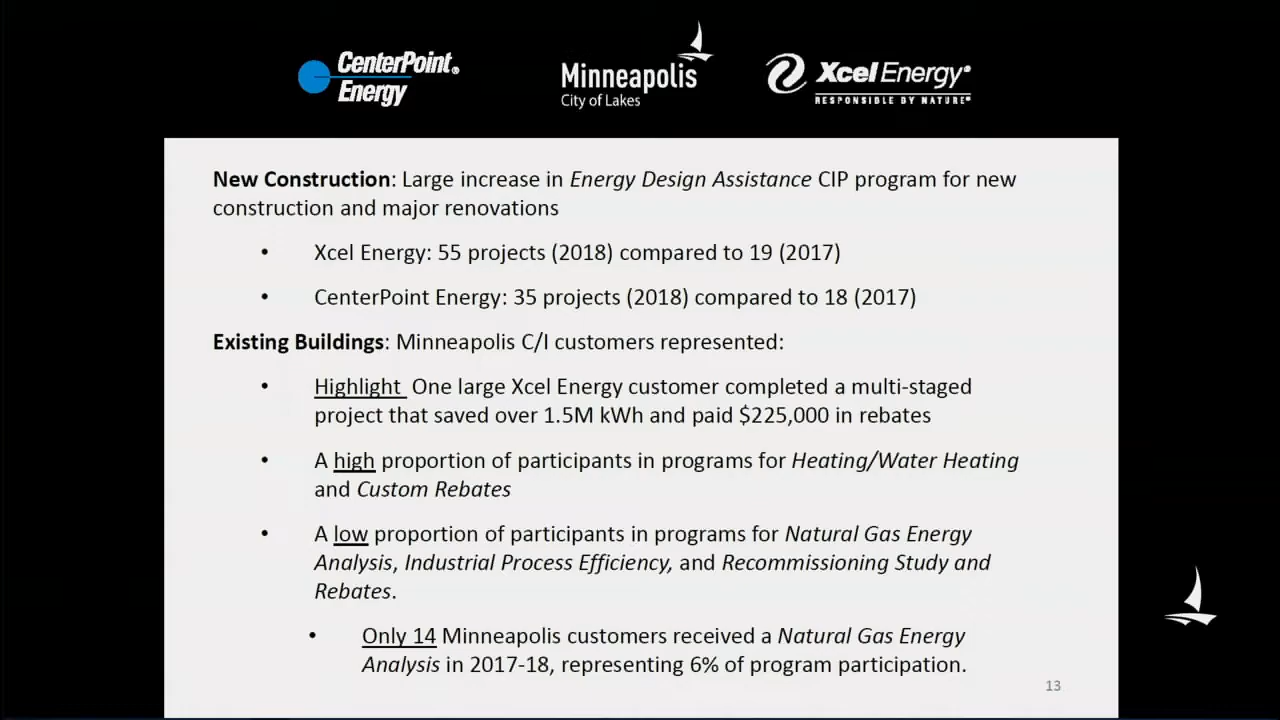 CenterPoint®
Energy
Minneapolis
City of Lakes
Xcel Energy®
RESPONSIBLE BY NATURE®
New Construction: Large increase in Energy Design Assistance CIP program for new
construction and major renovations
• Xcel Energy: 55 projects (2018) compared to 19 (2017)
• CenterPoint Energy: 35 projects (2018) compared to 18 (2017)
Existing Buildings: Minneapolis C/I customers represented:
• Highlight One large Xcel Energy customer completed a multi-staged
project that saved over 1.5M kWh and paid $225,000 in rebates
• A high proportion of participants in programs for Heating/Water Heating
and Custom Rebates
• A low proportion of participants in programs for Natural Gas Energy
Analysis, Industrial Process Efficiency, and Recommissioning Study and
Rebates.
• Only 14 Minneapolis customers received a Natural Gas Energy
Analysis in 2017-18, representing 6% of program participation.
13